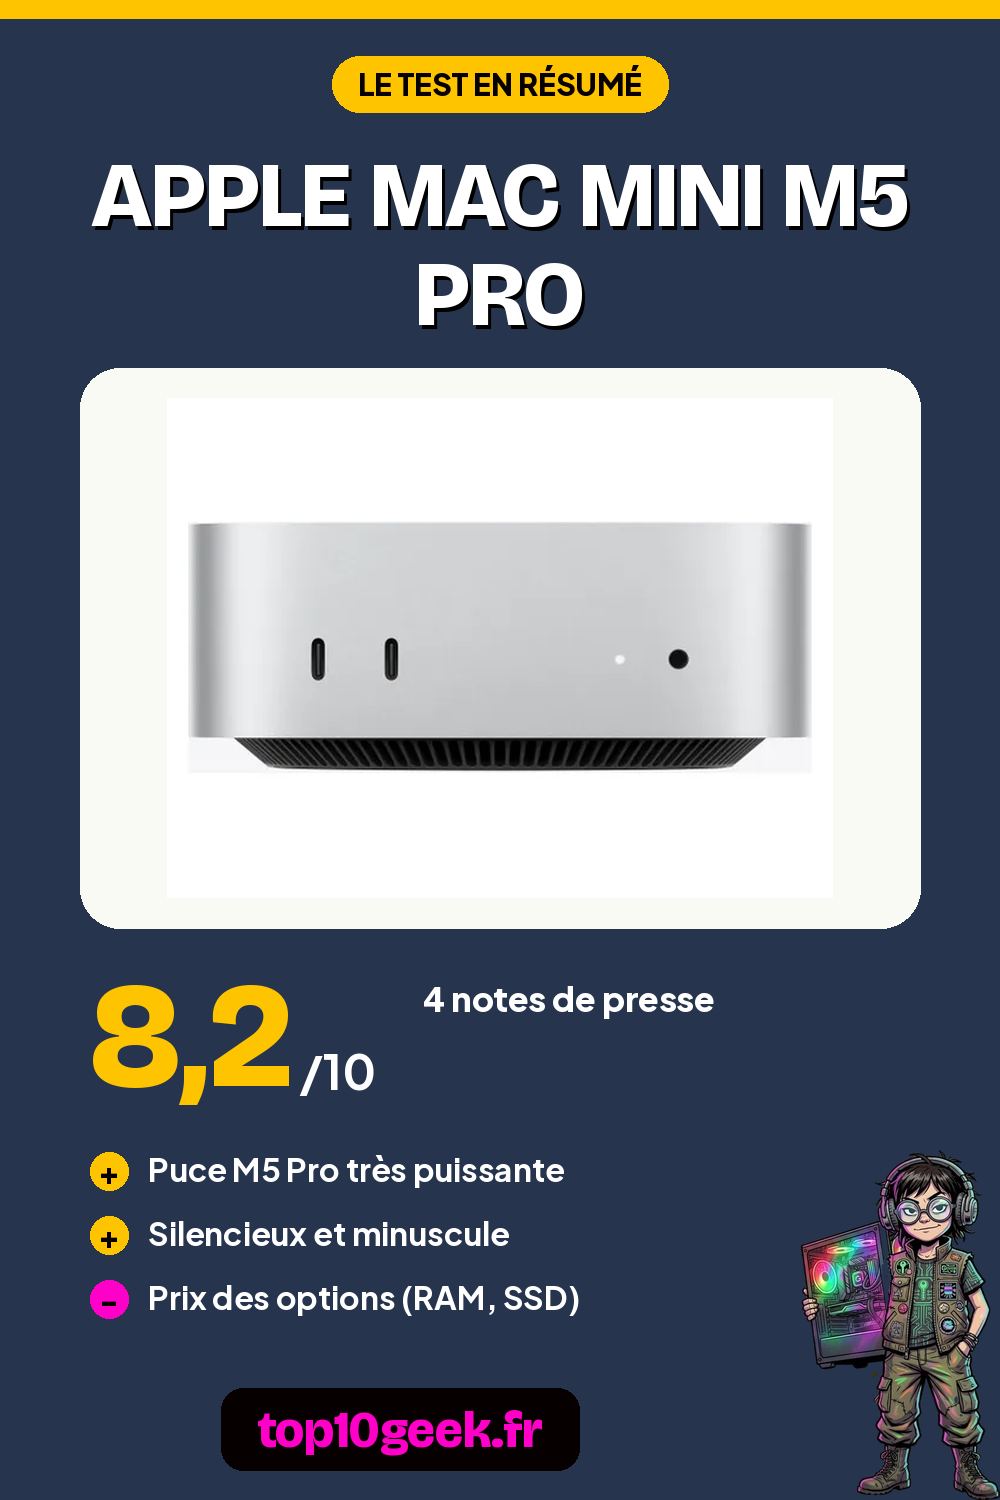 LE TEST EN RÉSUMÉ
APPLE MAC MINI M5
PRO
8,2 /10
4 notes de presse
+ Puce M5 Pro très puissante
+ Silencieux et minuscule
- Prix des options (RAM, SSD)
top10geek.fr